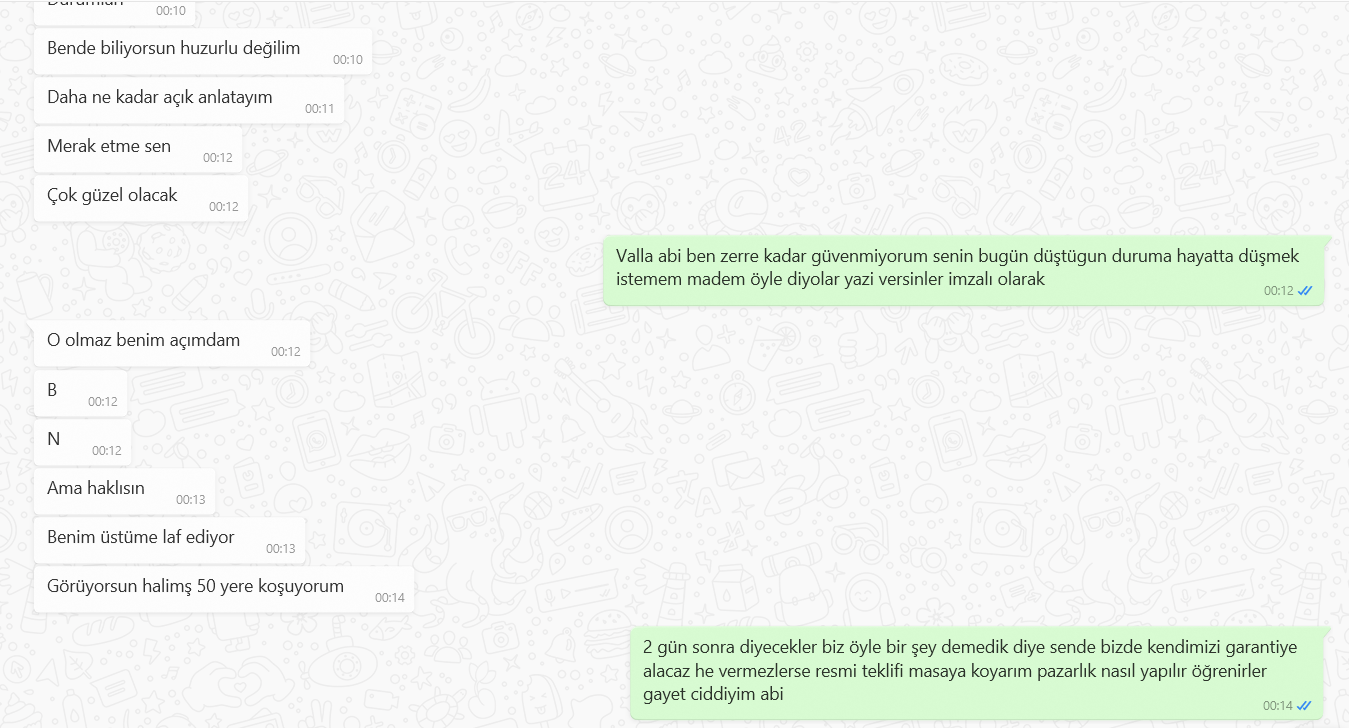 00:10
Bende biliyorsun huzurlu değilim
00:10
Daha ne kadar açık anlatayım
00:11
Merak etme sen
00:12
Çok güzel olacak
00:12
Valla abi ben zerre kadar güvenmiyorum senin bugün düştügun duruma hayatta düşmek
istemem madem öyle diyolar yazi versinler imzalı olarak
00:12
O olmaz benim açımdam
00:12
B
00:12
N
00:12
Ama haklısın
00:13
Benim üstüme laf ediyor
00:13
Görüyorsun halimş 50 yere koşuyorum
00:14
2 gün sonra diyecekler biz öyle bir şey demedik diye sende bizde kendimizi garantiye
alacaz he vermezlerse resmi teklifi masaya koyarım pazarlık nasıl yapılır öğrenirler
gayet ciddiyim abi
00:14